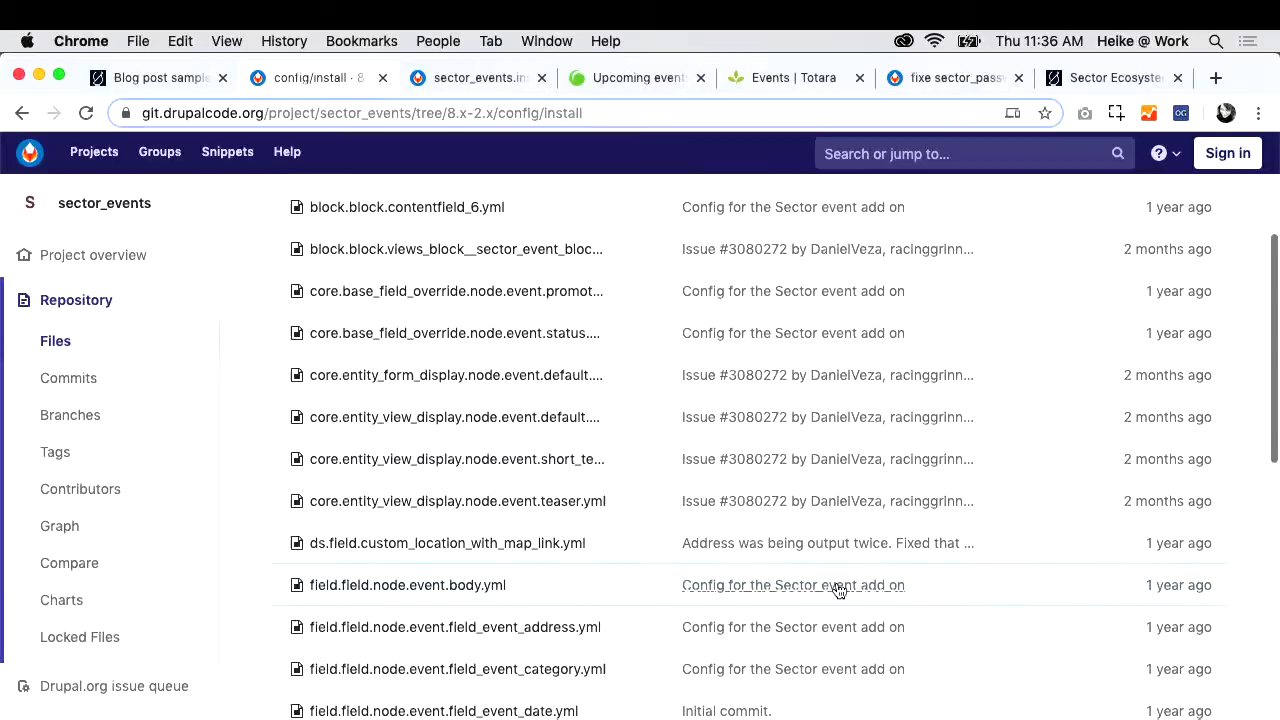 Chrome File Edit View History Bookmarks People Tab Window Help Thu 11:36 AM Heike @ Work
Blog post sample config/install · 8 sector_events.in Upcoming event Events | Totara fixe sector_pass Sector Ecosyste
git.drupalcode.org/project/sector_events/tree/8.x-2.x/config/install
Projects Groups Snippets Help Search or jump to... Sign in
S sector_events
Project overview
Repository
Files
Commits
Branches
Tags
Contributors
Graph
Compare
Charts
Locked Files
Drupal.org issue queue
block.block.contentfield_6.yml Config for the Sector event add on 1 year ago
block.block.views_block__sector_event_bloc... Issue #3080272 by DanielVeza, racinggrinn... 2 months ago
core.base_field_override.node.event.promot... Config for the Sector event add on 1 year ago
core.base_field_override.node.event.status.... Config for the Sector event add on 1 year ago
core.entity_form_display.node.event.default.... Issue #3080272 by DanielVeza, racinggrinn... 2 months ago
core.entity_view_display.node.event.default.... Issue #3080272 by DanielVeza, racinggrinn... 2 months ago
core.entity_view_display.node.event.short_te... Issue #3080272 by DanielVeza, racinggrinn... 2 months ago
core.entity_view_display.node.event.teaser.yml Issue #3080272 by DanielVeza, racinggrinn... 2 months ago
ds.field.custom_location_with_map_link.yml Address was being output twice. Fixed that ... 1 year ago
field.field.node.event.body.yml Config for the Sector event add on 1 year ago
field.field.node.event.field_event_address.yml Config for the Sector event add on 1 year ago
field.field.node.event.field_event_category.yml Config for the Sector event add on 1 year ago
field.field.node.event.field_event_date.yml Initial commit. 1 year ago